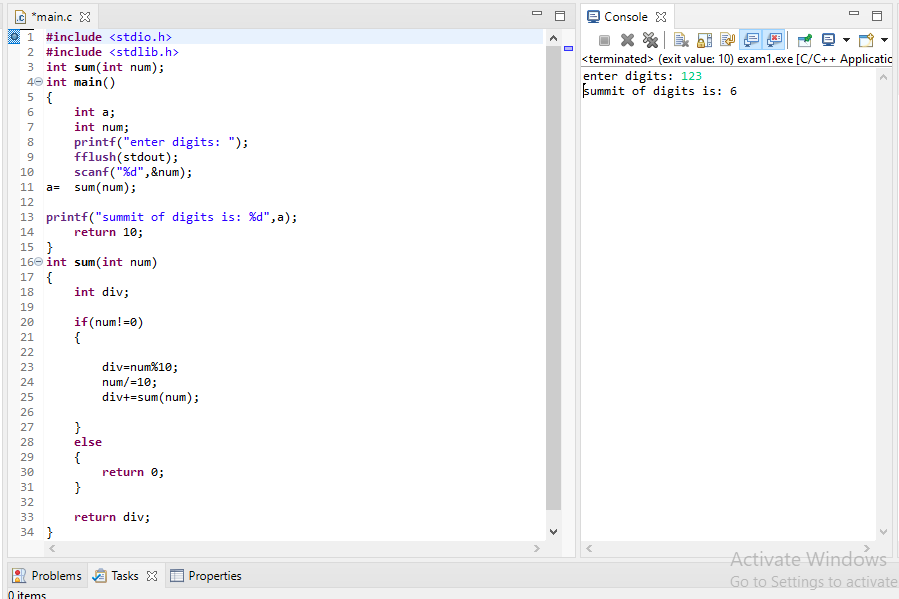 *main.c
1 #include <stdio.h>
2 #include <stdlib.h>
3 int sum(int num);
4 int main()
5 {
6 int a;
7 int num;
8 printf("enter digits: ");
9 fflush(stdout);
10 scanf("%d",&num);
11 a= sum(num);
12
13 printf("summit of digits is: %d",a);
14 return 10;
15 }
16 int sum(int num)
17 {
18 int div;
19
20 if(num!=0)
21 {
22
23 div=num%10;
24 num/=10;
25 div+=sum(num);
26
27 }
28 else
29 {
30 return 0;
31 }
32
33 return div;
34 }
Console
<terminated> (exit value: 10) exam1.exe [C/C++ Applicatio
enter digits: 123
summit of digits is: 6
Problems Tasks Properties
0 items
Activate Windows
Go to Settings to activate